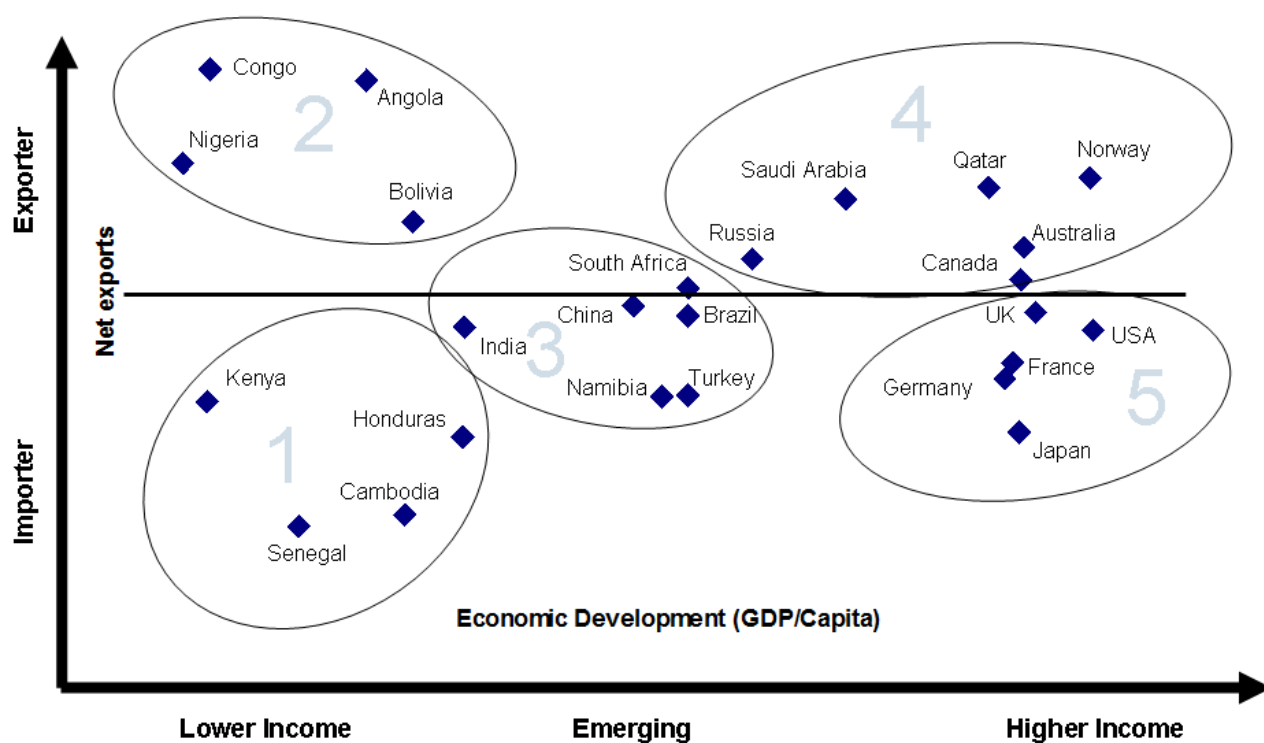 Congo
Angola
2
Nigeria
Bolivia
4
Saudi Arabia
Qatar
Norway
Russia
Australia
Canada
Exporter
Net exports
Importer
South Africa
China
Brazil
India
3
Namibia
Turkey
UK
USA
France
Germany
5
Japan
Kenya
Honduras
1
Cambodia
Senegal
Economic Development (GDP/Capita)
Lower Income
Emerging
Higher Income